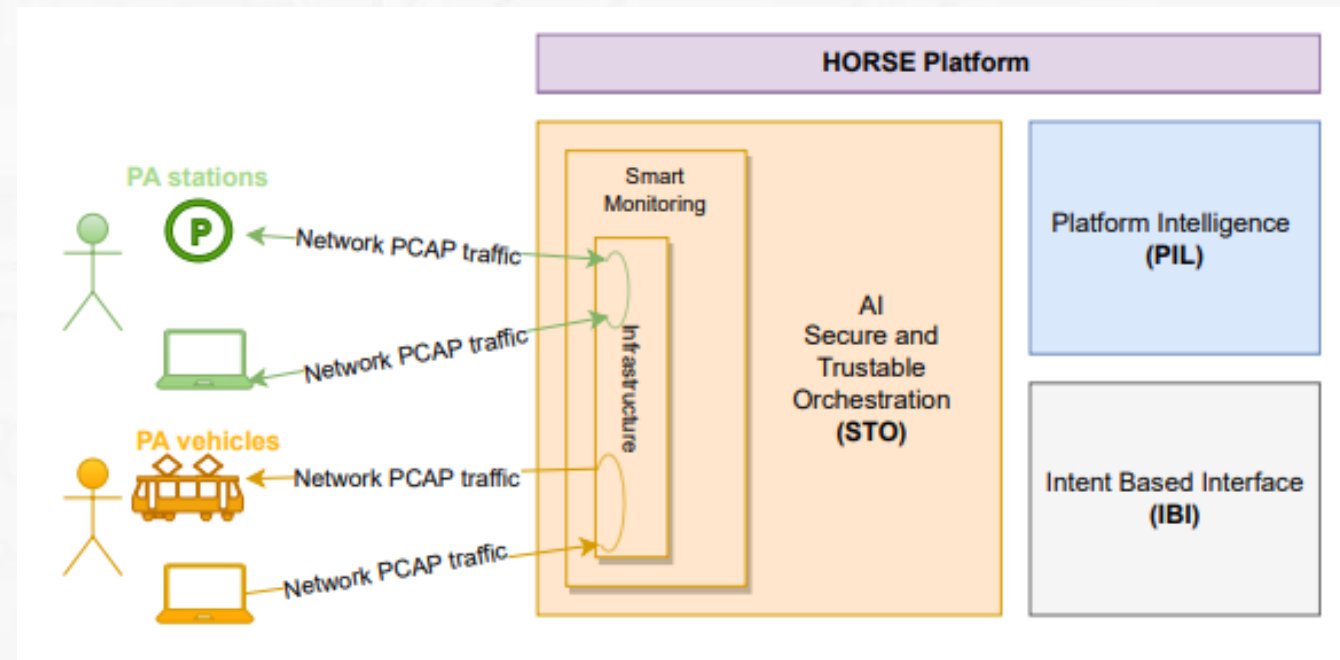 HORSE Platform
PA stations
P
Network PCAP traffic
Network PCAP traffic
PA vehicles
Network PCAP traffic
Network PCAP traffic
Smart
Monitoring
Infrastructure
AI
Secure and
Trustable
Orchestration
(STO)
Platform Intelligence
(PIL)
Intent Based Interface
(IBI)